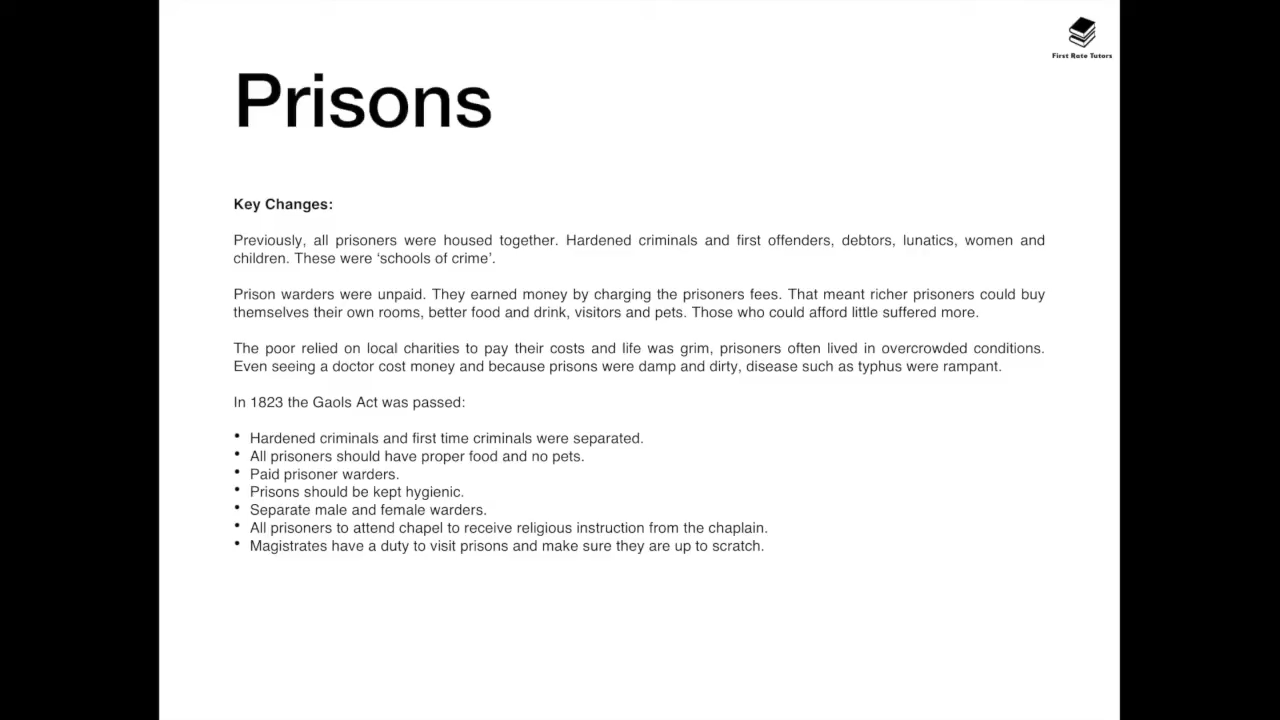 First Rate Tutors
Prisons
Key Changes:
Previously, all prisoners were housed together. Hardened criminals and first offenders, debtors, lunatics, women and
children. These were ‘schools of crime’.
Prison warders were unpaid. They earned money by charging the prisoners fees. That meant richer prisoners could buy
themselves their own rooms, better food and drink, visitors and pets. Those who could afford little suffered more.
The poor relied on local charities to pay their costs and life was grim, prisoners often lived in overcrowded conditions.
Even seeing a doctor cost money and because prisons were damp and dirty, disease such as typhus were rampant.
In 1823 the Gaols Act was passed:
• Hardened criminals and first time criminals were separated.
• All prisoners should have proper food and no pets.
• Paid prisoner warders.
• Prisons should be kept hygienic.
• Separate male and female warders.
• All prisoners to attend chapel to receive religious instruction from the chaplain.
• Magistrates have a duty to visit prisons and make sure they are up to scratch.